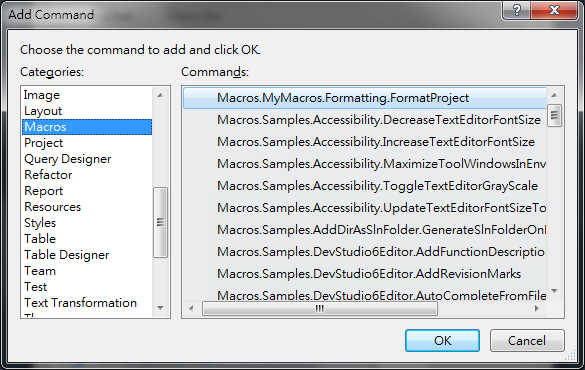 Add Command
Choose the command to add and click OK.
Categories:
Image
Layout
Macros
Project
Query Designer
Refactor
Report
Resources
Styles
Table
Table Designer
Team
Test
Text Transformation
Commands:
Macros.MyMacros.Formatting.FormatProject
Macros.Samples.Accessibility.DecreaseTextEditorFontSize
Macros.Samples.Accessibility.IncreaseTextEditorFontSize
Macros.Samples.Accessibility.MaximizeToolWindowsInEnv
Macros.Samples.Accessibility.ToggleTextEditorGrayScale
Macros.Samples.Accessibility.UpdateTextEditorFontSizeTo
Macros.Samples.AddDirAsSlnFolder.GenerateSlnFolderOnD
Macros.Samples.DevStudio6Editor.AddFunctionDescription
Macros.Samples.DevStudio6Editor.AddRevisionMarks
Macros.Samples.DevStudio6Editor.AutoCompleteFromFile
OK
Cancel